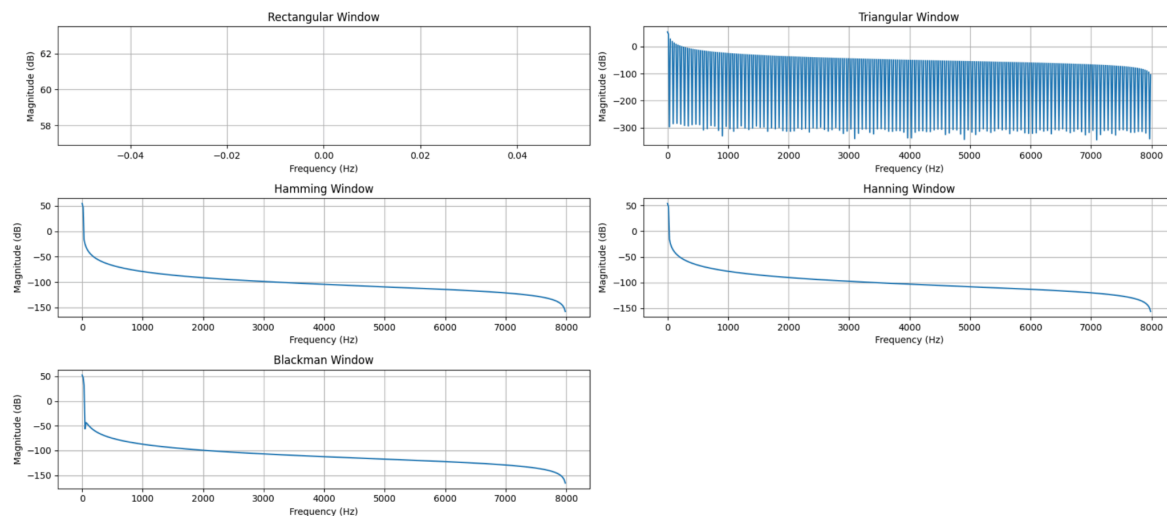 Rectangular Window
Magnitude (dB)
62
60
58
−0.04 −0.02 0.00 0.02 0.04
Frequency (Hz)
Triangular Window
Magnitude (dB)
0
−100
−200
−300
0 1000 2000 3000 4000 5000 6000 7000 8000
Frequency (Hz)
Hamming Window
Magnitude (dB)
50
0
−50
−100
−150
0 1000 2000 3000 4000 5000 6000 7000 8000
Frequency (Hz)
Hanning Window
Magnitude (dB)
50
0
−50
−100
−150
0 1000 2000 3000 4000 5000 6000 7000 8000
Frequency (Hz)
Blackman Window
Magnitude (dB)
50
0
−50
−100
−150
0 1000 2000 3000 4000 5000 6000 7000 8000
Frequency (Hz)